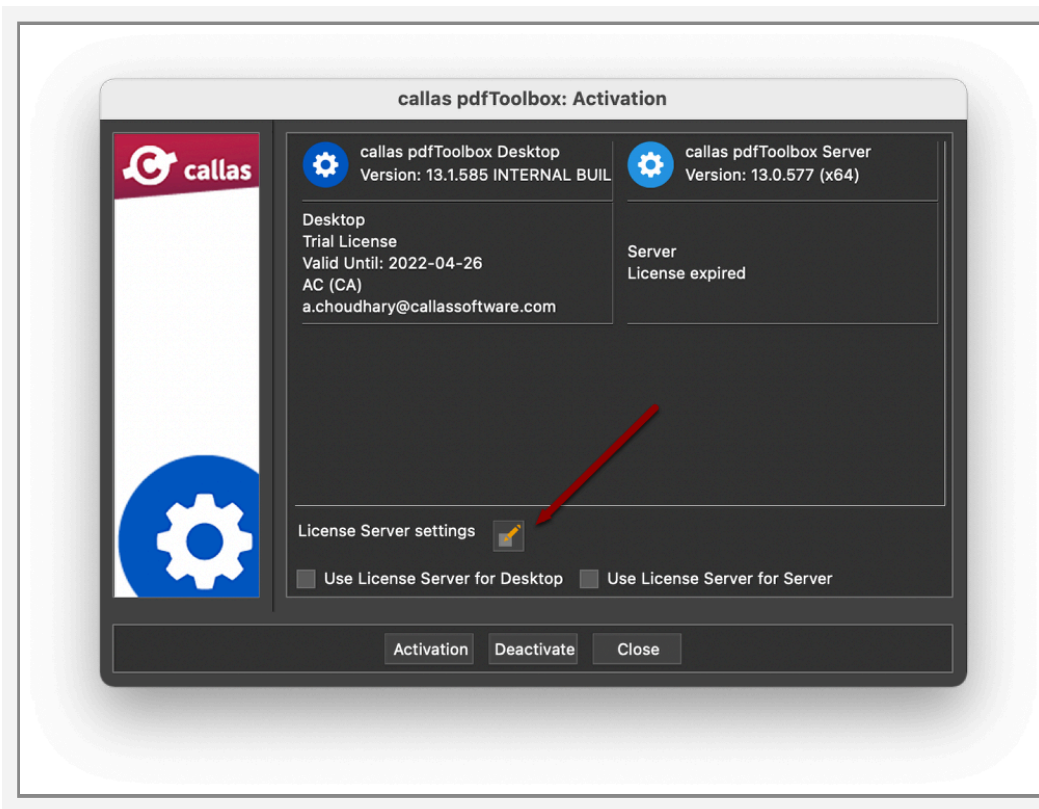 callas pdfToolbox: Activation
callas
callas pdfToolbox Desktop
Version: 13.1.585 INTERNAL BUIL
callas pdfToolbox Server
Version: 13.0.577 (x64)
Desktop
Trial License
Valid Until: 2022-04-26
AC (CA)
a.choudhary@callassoftware.com
Server
License expired
License Server settings
Use License Server for Desktop
Use License Server for Server
Activation
Deactivate
Close